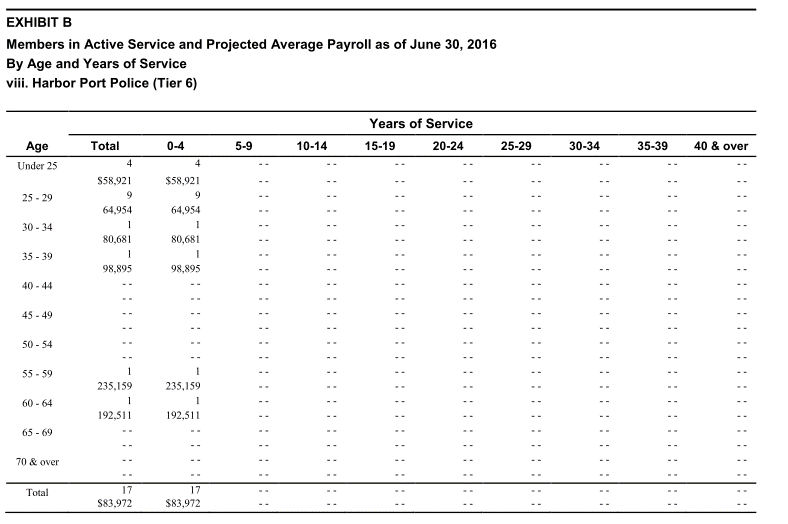 EXHIBIT B
Members in Active Service and Projected Average Payroll as of June 30, 2016
By Age and Years of Service
viii. Harbor Port Police (Tier 6)
Years of Service
Age Total 0-4 5-9 10-14 15-19 20-24 25-29 30-34 35-39 40 & over
Under 25 4 4 -- -- -- -- -- -- -- --
$58,921 $58,921 -- -- -- -- -- -- -- --
25 - 29 9 9 -- -- -- -- -- -- -- --
64,954 64,954 -- -- -- -- -- -- -- --
30 - 34 1 1 -- -- -- -- -- -- -- --
80,681 80,681 -- -- -- -- -- -- -- --
35 - 39 1 1 -- -- -- -- -- -- -- --
98,895 98,895 -- -- -- -- -- -- -- --
40 - 44 -- -- -- -- -- -- -- -- -- --
-- -- -- -- -- -- -- -- -- --
45 - 49 -- -- -- -- -- -- -- -- -- --
-- -- -- -- -- -- -- -- -- --
50 - 54 -- -- -- -- -- -- -- -- -- --
-- -- -- -- -- -- -- -- -- --
55 - 59 1 1 -- -- -- -- -- -- -- --
235,159 235,159 -- -- -- -- -- -- -- --
60 - 64 1 1 -- -- -- -- -- -- -- --
192,511 192,511 -- -- -- -- -- -- -- --
65 - 69 -- -- -- -- -- -- -- -- -- --
-- -- -- -- -- -- -- -- -- --
70 & over -- -- -- -- -- -- -- -- -- --
-- -- -- -- -- -- -- -- -- --
Total 17 17 -- -- -- -- -- -- -- --
$83,972 $83,972 -- -- -- -- -- -- -- --